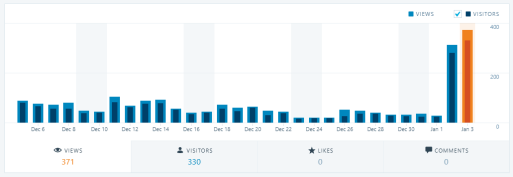 VIEWS VISITORS
400
200
0
Dec 6 Dec 8 Dec 10 Dec 12 Dec 14 Dec 16 Dec 18 Dec 20 Dec 22 Dec 24 Dec 26 Dec 28 Dec 30 Jan 1 Jan 3
VIEWS VISITORS LIKES COMMENTS
371 330 0 0